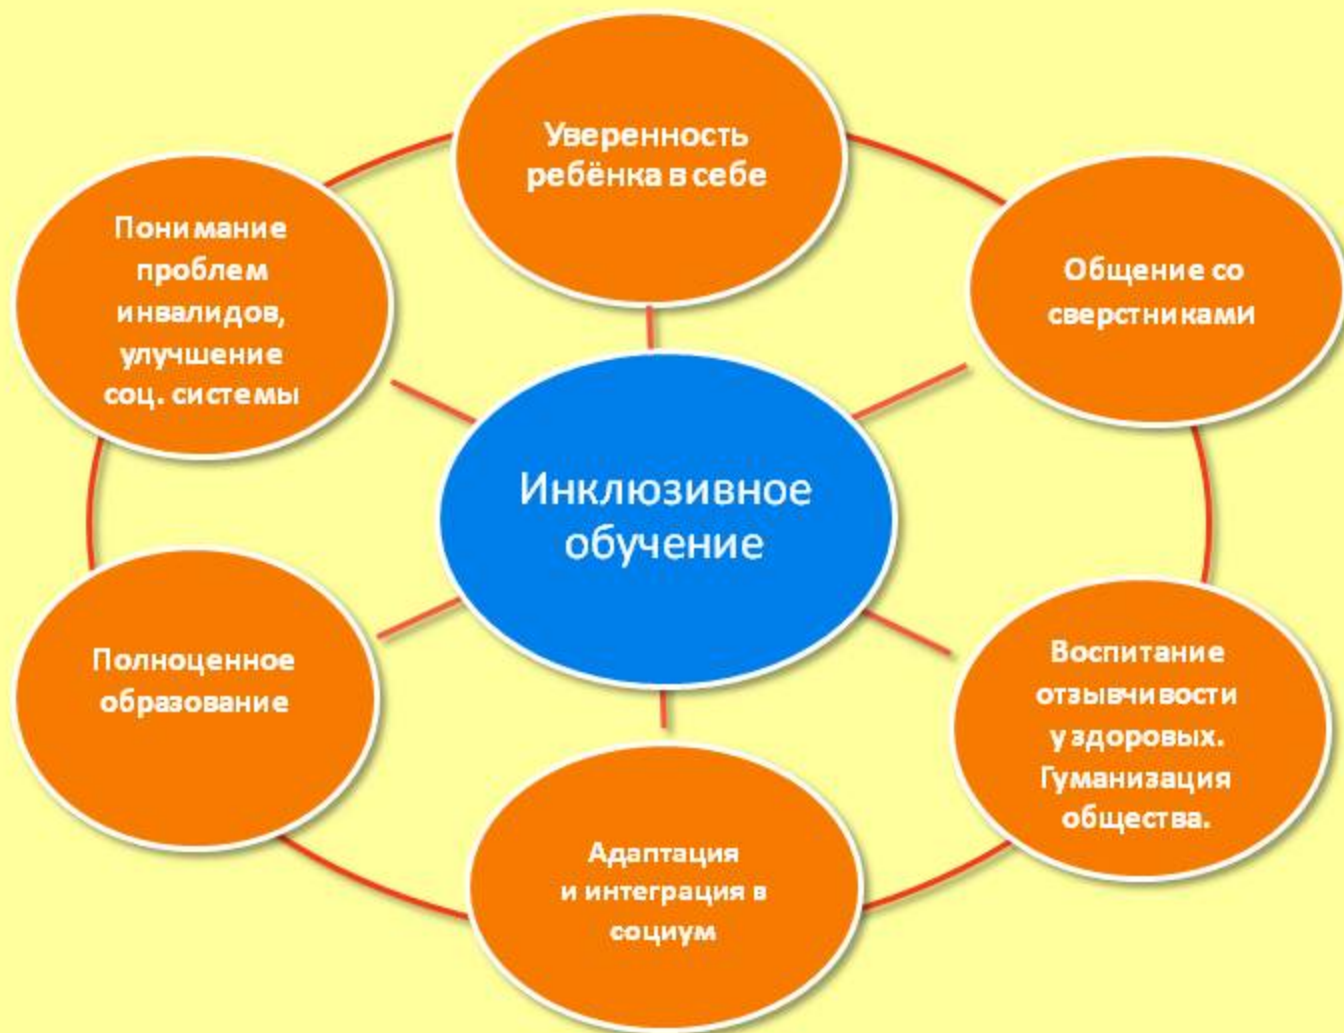 Уверенность
ребёнка в себе
Понимание
проблем
инвалидов,
улучшение
соц. системы
Общение со
сверстниками
Инклюзивное
обучение
Полноценное
образование
Воспитание
отзывчивости
у здоровых.
Гуманизация
общества.
Адаптация
и интеграция в
социум